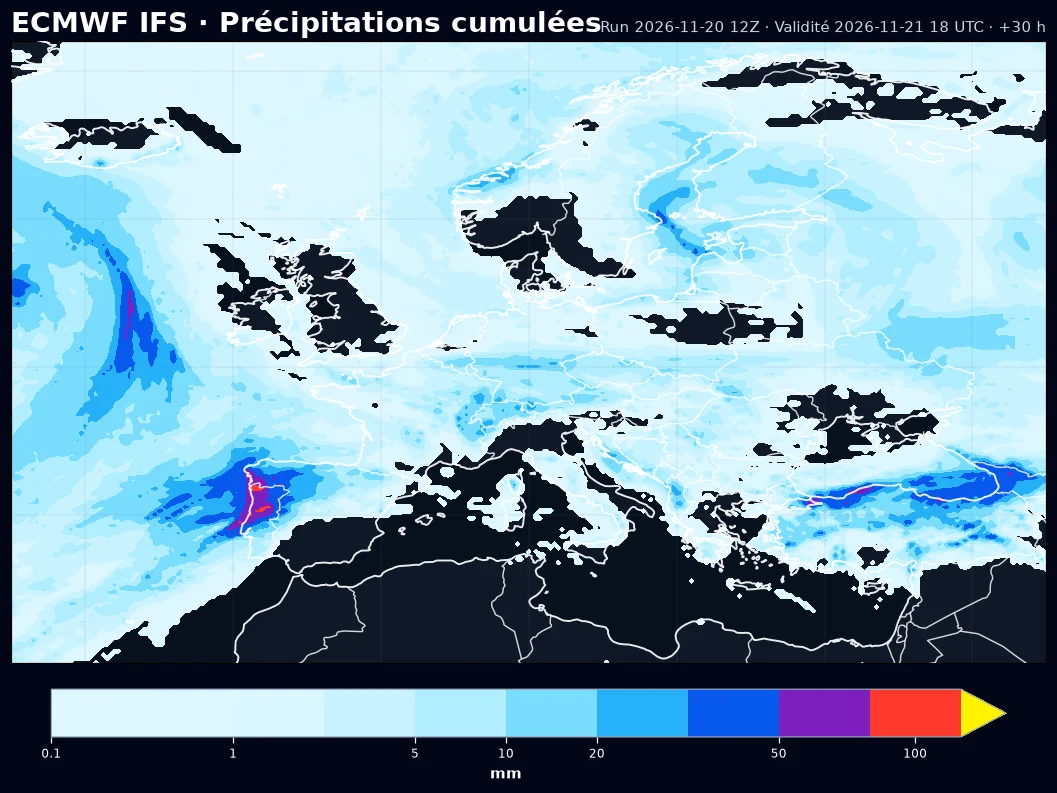 ECMWF IFS · Précipitations cumulées
Run 2026-11-20 12Z · Validité 2026-11-21 18 UTC · +30 h
0.1 1 5 10 20 50 100
mm